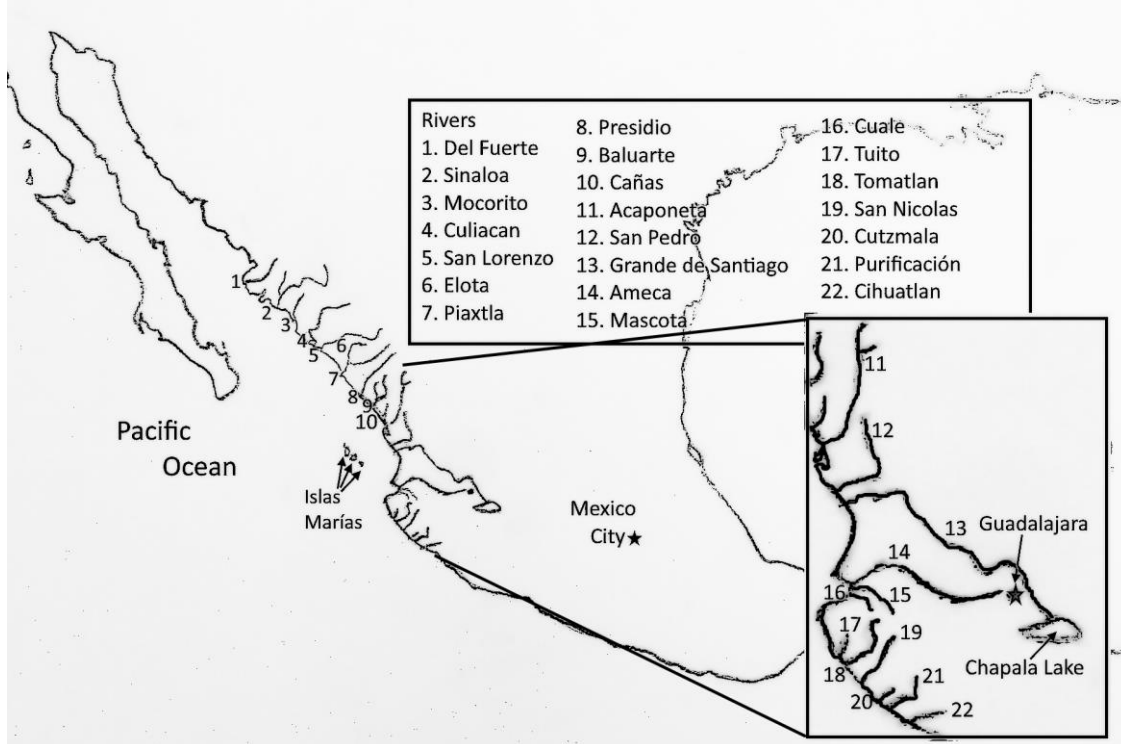 Rivers
1. Del Fuerte
2. Sinaloa
3. Mocorito
4. Culiacan
5. San Lorenzo
6. Elota
7. Piaxtla
8. Presidio
9. Baluarte
10. Cañas
11. Acaponeta
12. San Pedro
13. Grande de Santiago
14. Ameca
15. Mascota
16. Cuale
17. Tuito
18. Tomatlan
19. San Nicolas
20. Cutzmala
21. Purificación
22. Cihuatlan
1
2
3
4
5
6
7
8
9
10
Pacific
Ocean
Islas
Marías
Mexico
City
11
12
13
Guadalajara
14
15
16
17
19
Chapala Lake
18
21
20
22